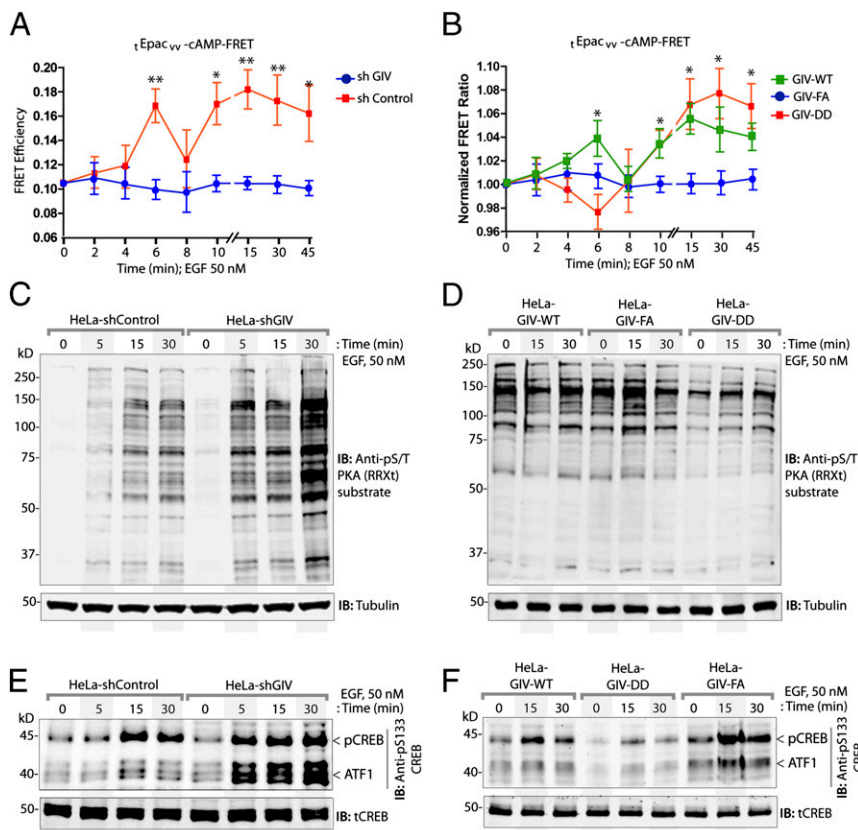 A
tEpacvv -cAMP-FRET
sh GIV
sh Control
FRET Efficiency
0.20
0.18
0.16
0.14
0.12
0.10
0.08
0.06
** * ** ** *
0 2 4 6 8 10 // 15 30 45
Time (min); EGF 50 nM
B
tEpacvv -cAMP-FRET
GIV-WT
GIV-FA
GIV-DD
Normalized FRET Ratio
1.10
1.08
1.06
1.04
1.02
1.00
0.98
0.96
* * * * *
0 2 4 6 8 10 // 15 30 45
Time (min); EGF 50 nM
C
HeLa-shControl HeLa-shGIV
0 5 15 30 0 5 15 30 : Time (min)
kD
EGF, 50 nM
250-
150-
100-
75-
50-
37-
IB: Anti-pS/T
PKA (RRXt)
substrate
50-
IB: Tubulin
D
HeLa- HeLa- HeLa-
GIV-WT GIV-FA GIV-DD
0 15 30 0 15 30 0 15 30 : Time (min)
kD
EGF, 50 nM
250-
150-
100-
75-
50-
37-
IB: Anti-pS/T
PKA (RRXt)
substrate
50-
IB: Tubulin
E
HeLa-shControl HeLa-shGIV
EGF, 50 nM
0 5 15 30 0 5 15 30 : Time (min)
kD
45-
40-
< pCREB
< ATF1
IB: Anti-pS133
CREB
50-
IB: tCREB
F
HeLa- HeLa- HeLa-
GIV-WT GIV-DD GIV-FA
EGF, 50 nM
0 15 30 0 15 30 0 15 30 : Time (min)
kD
45-
40-
< pCREB
< ATF1
IB: Anti-pS133
CREB
50-
IB: tCREB